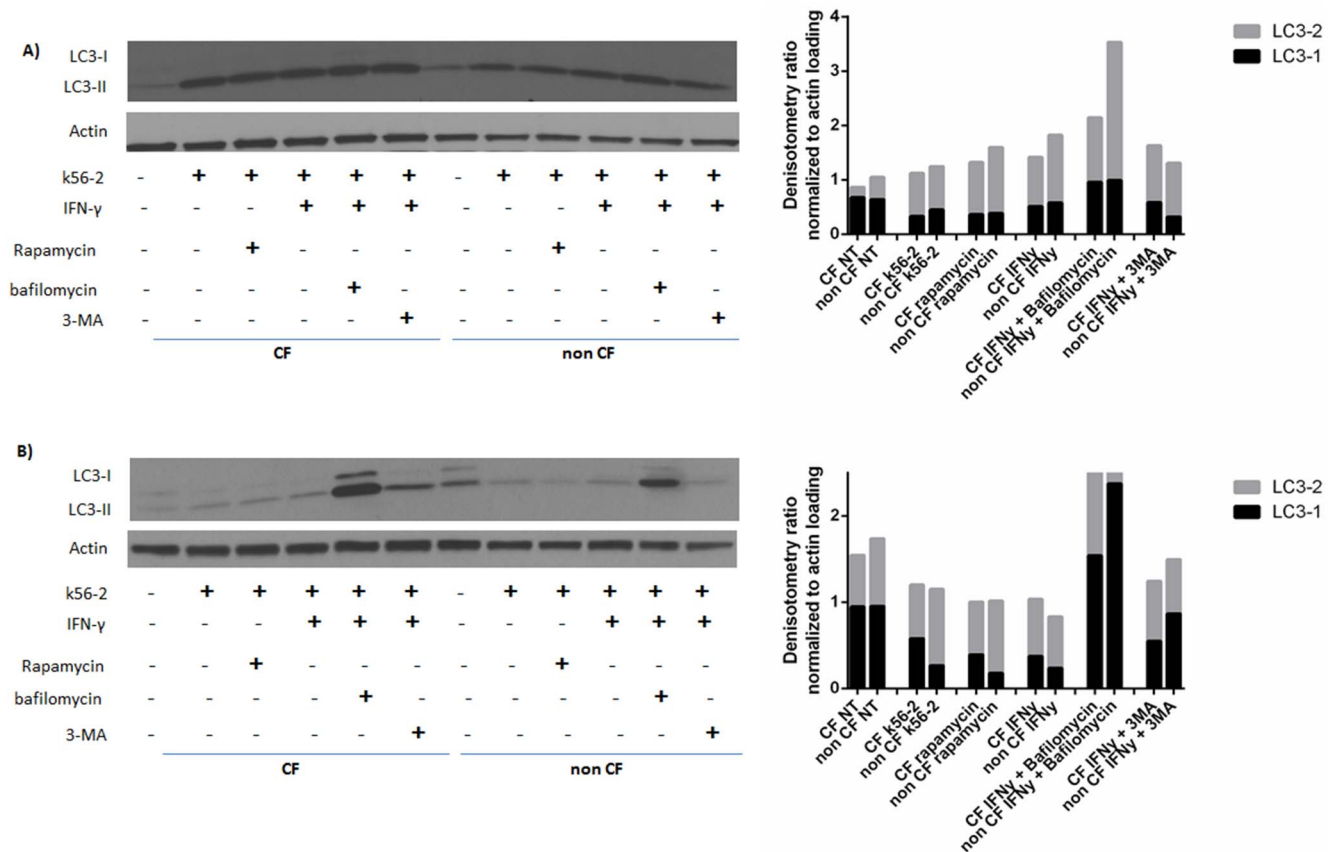 A)
LC3-I
LC3-II
Actin
k56-2 - + + + + + - + + + + +
IFN-γ - - - + + + - - - + + +
Rapamycin - - + - - - - - + - - -
bafilomycin - - - - + - - - - - + -
3-MA - - - - - + - - - - - +
CF non CF
Denisotometry ratio
normalized to actin loading
4
3
2
1
0
LC3-2
LC3-1
CF NT
non CF NT
CF k56-2
non CF k56-2
CF rapamycin
non CF rapamycin
CF IFNy
non CF IFNy
CF IFNy + Bafilomycin
non CF IFNy + Bafilomycin
CF IFNy + 3MA
non CF IFNy + 3MA
B)
LC3-I
LC3-II
Actin
k56-2 - + + + + + - + + + + +
IFN-γ - - - + + + - - - + + +
Rapamycin - - + - - - - - + - - -
bafilomycin - - - - + - - - - - + -
3-MA - - - - - + - - - - - +
CF non CF
Denisotometry ratio
normalized to actin loading
2
1
0
LC3-2
LC3-1
CF NT
non CF NT
CF k56-2
non CF k56-2
CF rapamycin
non CF rapamycin
CF IFNy
non CF IFNy
CF IFNy + Bafilomycin
non CF IFNy + Bafilomycin
CF IFNy + 3MA
non CF IFNy + 3MA